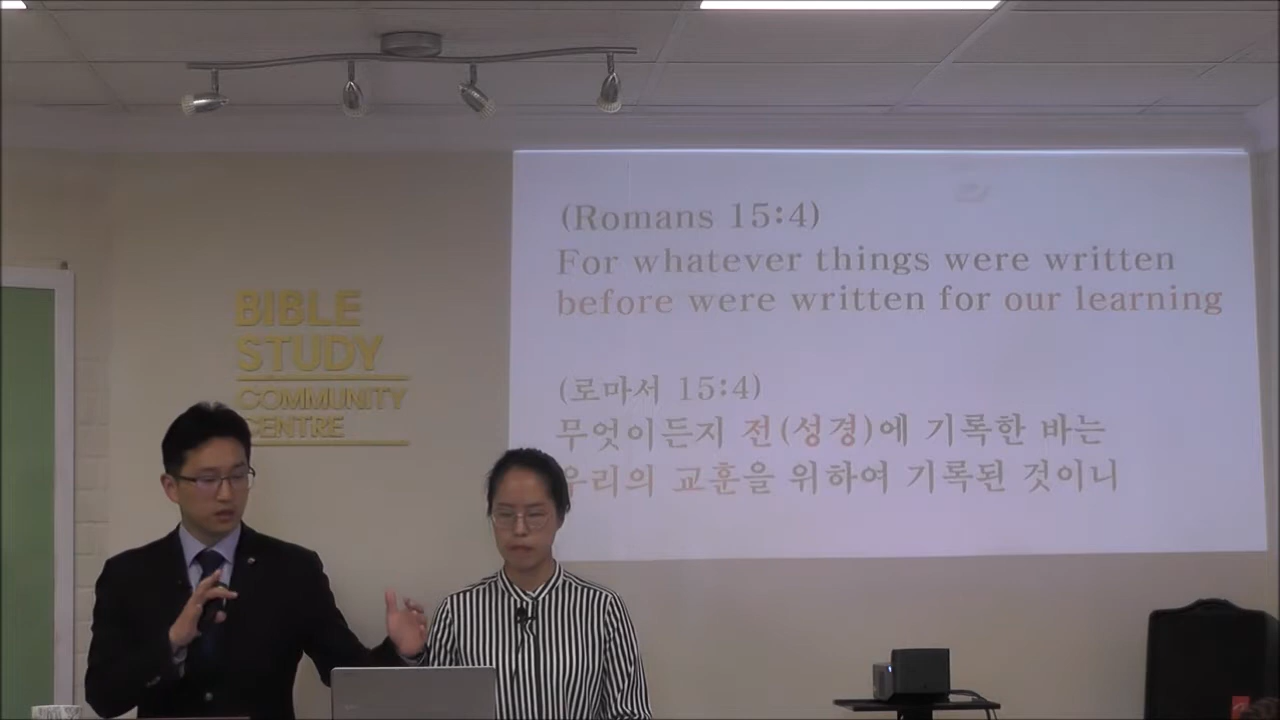 BIBLE
STUDY
COMMUNITY
CENTRE
(Romans 15:4)
For whatever things were written
before were written for our learning
(로마서 15:4)
무엇이든지 전(성경)에 기록한 바는
우리의 교훈을 위하여 기록된 것이니